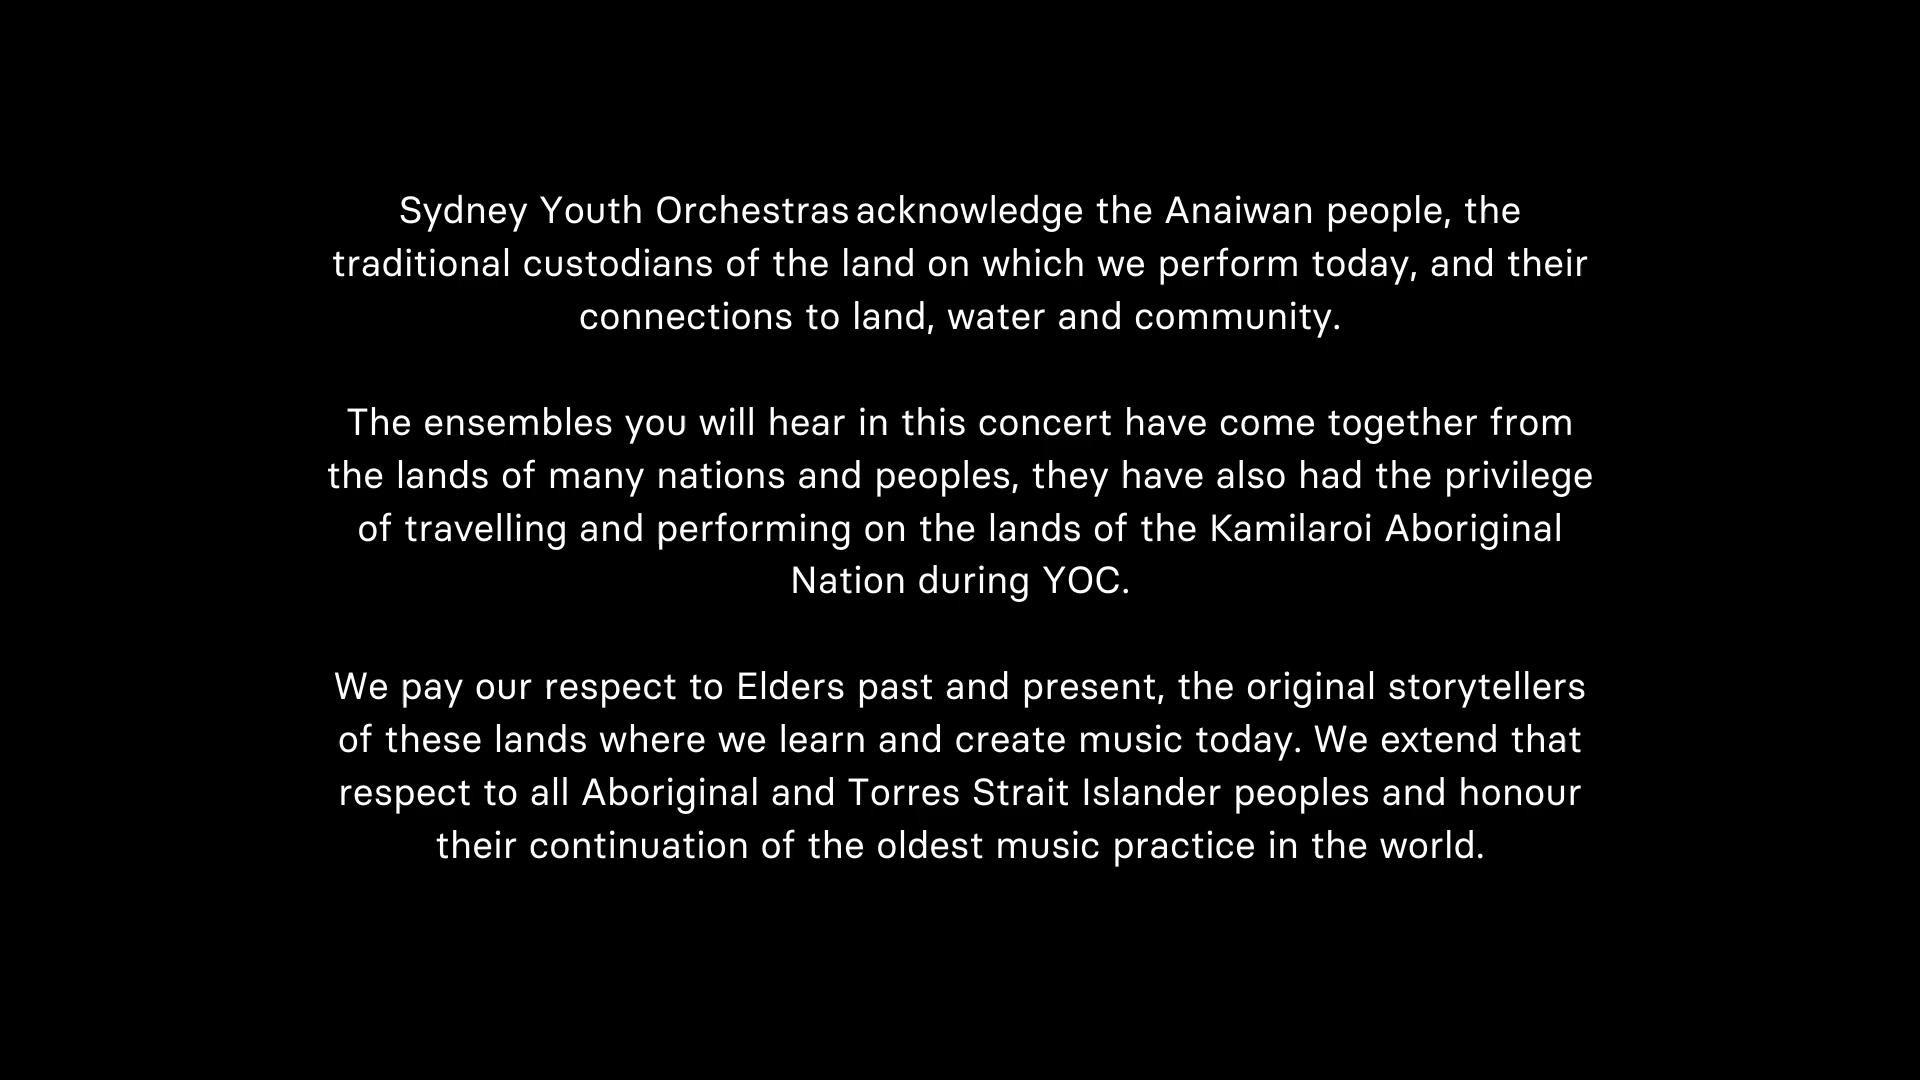 Sydney Youth Orchestras acknowledge the Anaiwan people, the
traditional custodians of the land on which we perform today, and their
connections to land, water and community.
The ensembles you will hear in this concert have come together from
the lands of many nations and peoples, they have also had the privilege
of travelling and performing on the lands of the Kamilaroi Aboriginal
Nation during YOC.
We pay our respect to Elders past and present, the original storytellers
of these lands where we learn and create music today. We extend that
respect to all Aboriginal and Torres Strait Islander peoples and honour
their continuation of the oldest music practice in the world.